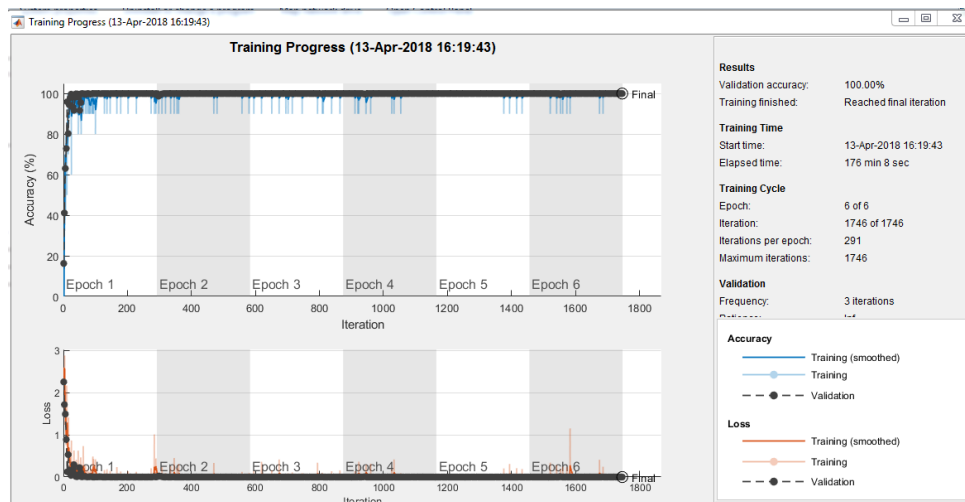 Training Progress (13-Apr-2018 16:19:43)
Training Progress (13-Apr-2018 16:19:43)
Accuracy (%)
100
80
60
40
20
0
Final
Epoch 1
Epoch 2
Epoch 3
Epoch 4
Epoch 5
Epoch 6
0
200
400
600
800
1000
1200
1400
1600
1800
Iteration
Loss
3
2
1
0
Final
Epoch 1
Epoch 2
Epoch 3
Epoch 4
Epoch 5
Epoch 6
0
200
400
600
800
1000
1200
1400
1600
1800
Iteration
Results
Validation accuracy: 100.00%
Training finished: Reached final iteration
Training Time
Start time: 13-Apr-2018 16:19:43
Elapsed time: 176 min 8 sec
Training Cycle
Epoch: 6 of 6
Iteration: 1746 of 1746
Iterations per epoch: 291
Maximum iterations: 1746
Validation
Frequency: 3 iterations
Accuracy
Training (smoothed)
Training
Validation
Loss
Training (smoothed)
Training
Validation